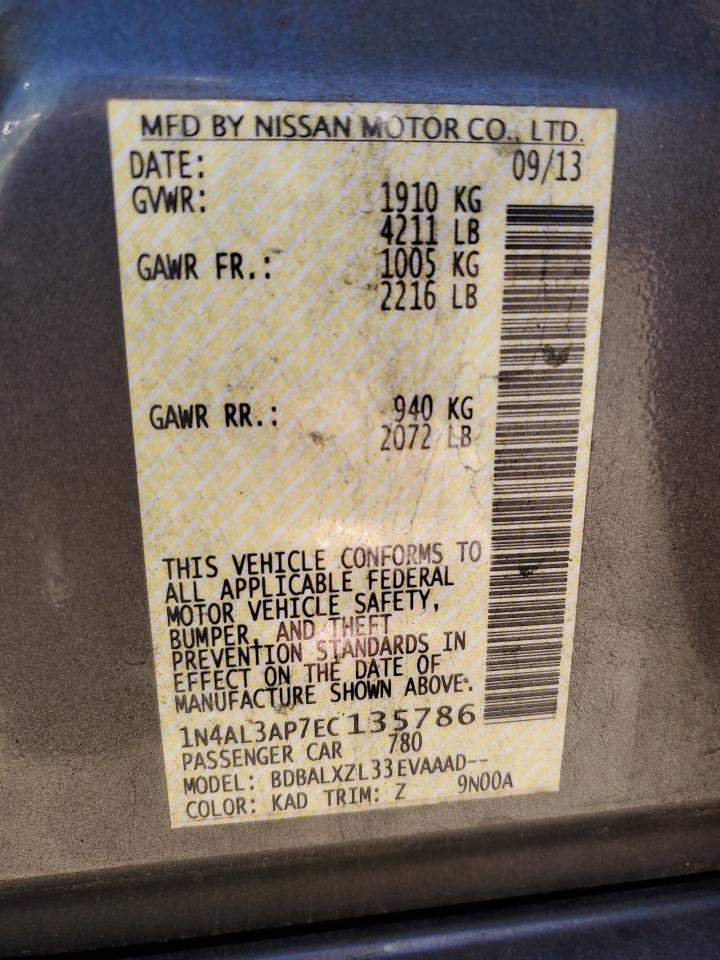 MFD BY NISSAN MOTOR CO., LTD.
DATE: 09/13
GVWR: 1910 KG
4211 LB
GAWR FR.: 1005 KG
2216 LB
GAWR RR.: 940 KG
2072 LB
THIS VEHICLE CONFORMS TO
ALL APPLICABLE FEDERAL
MOTOR VEHICLE SAFETY,
BUMPER, AND THEFT
PREVENTION STANDARDS IN
EFFECT ON THE DATE OF
MANUFACTURE SHOWN ABOVE.
1N4AL3AP7EC135786
PASSENGER CAR 780
MODEL: BDBALXZL33EVAAAD--
COLOR: KAD TRIM: Z 9N00A